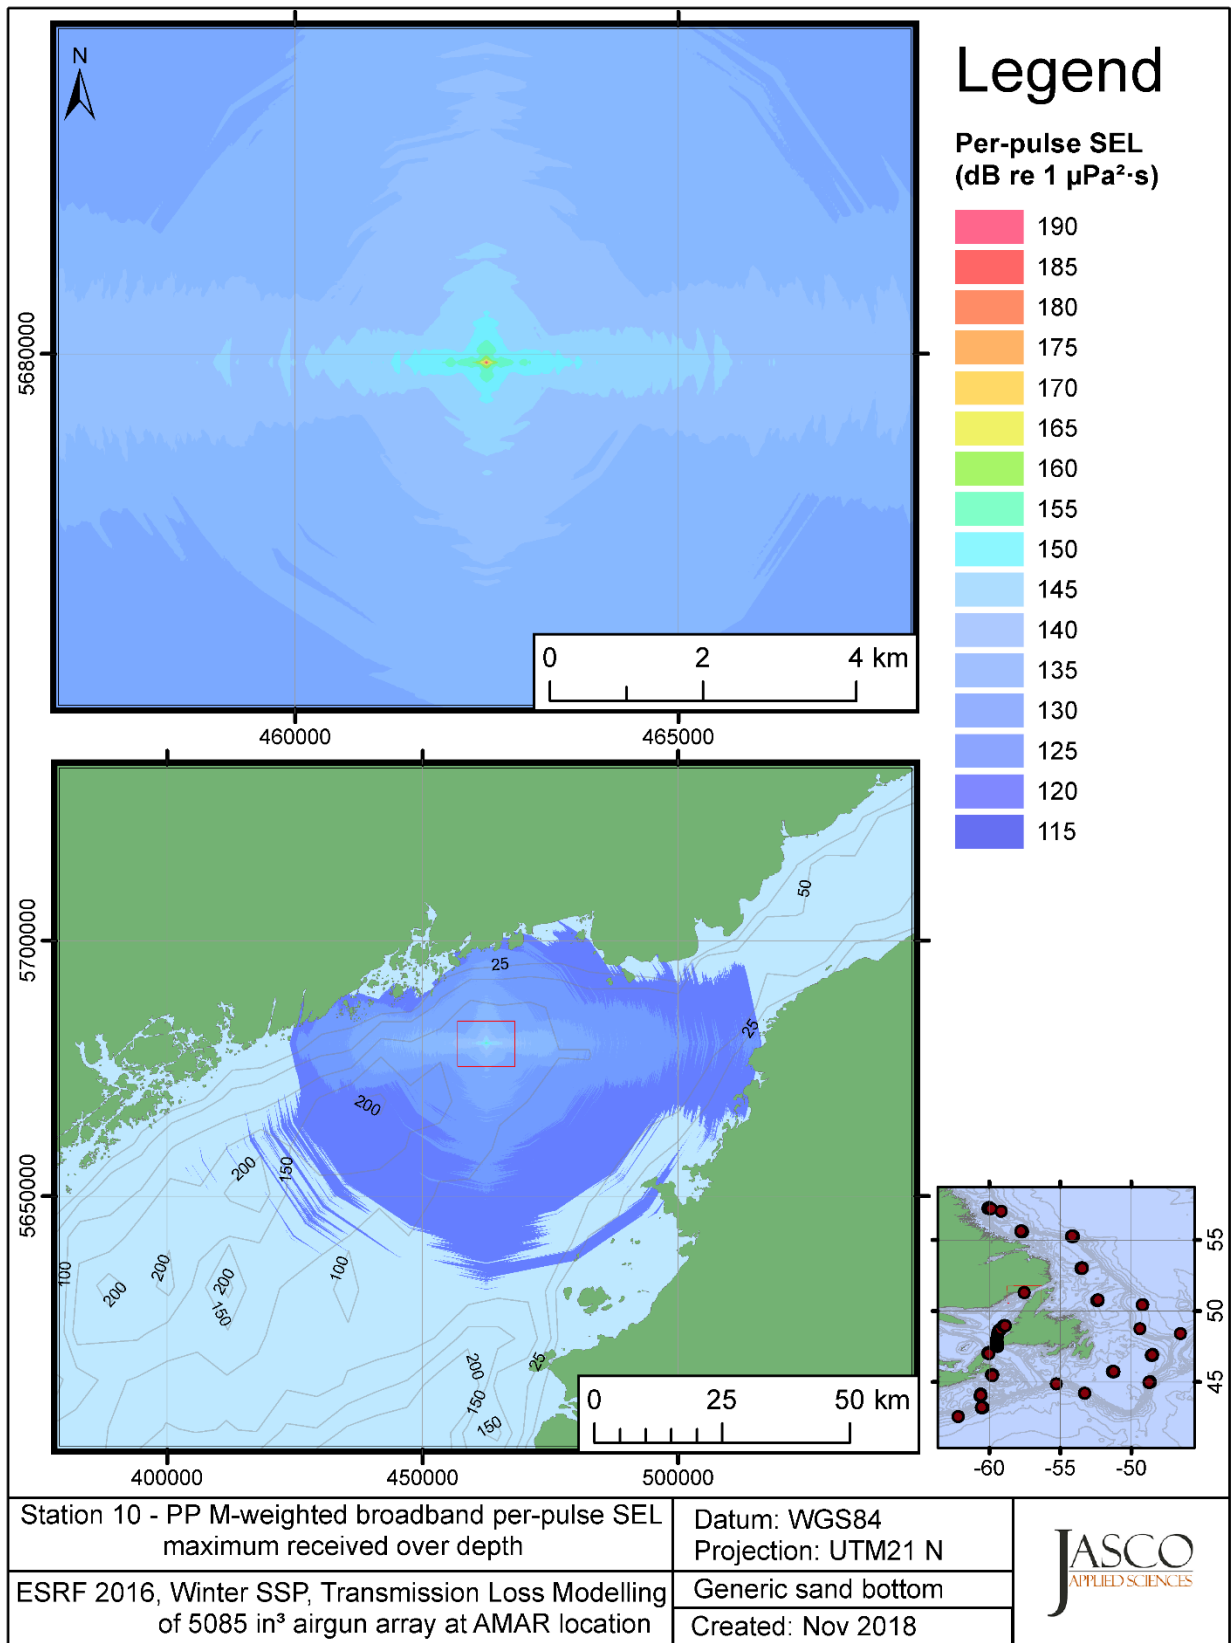 N
5680000
460000
465000
0 2 4 km
Legend
Per-pulse SEL
(dB re 1 µPa²·s)
190
185
180
175
170
165
160
155
150
145
140
135
130
125
120
115
5700000
5650000
50
25
25
200
200
150
100
200
200
150
100
200
200
150
150
25
0 25 50 km
400000
450000
500000
55
50
45
-60
-55
-50
Station 10 - PP M-weighted broadband per-pulse SEL
maximum received over depth
ESRF 2016, Winter SSP, Transmission Loss Modelling
of 5085 in³ airgun array at AMAR location
Datum: WGS84
Projection: UTM21 N
Generic sand bottom
Created: Nov 2018
JASCO
APPLIED SCIENCES